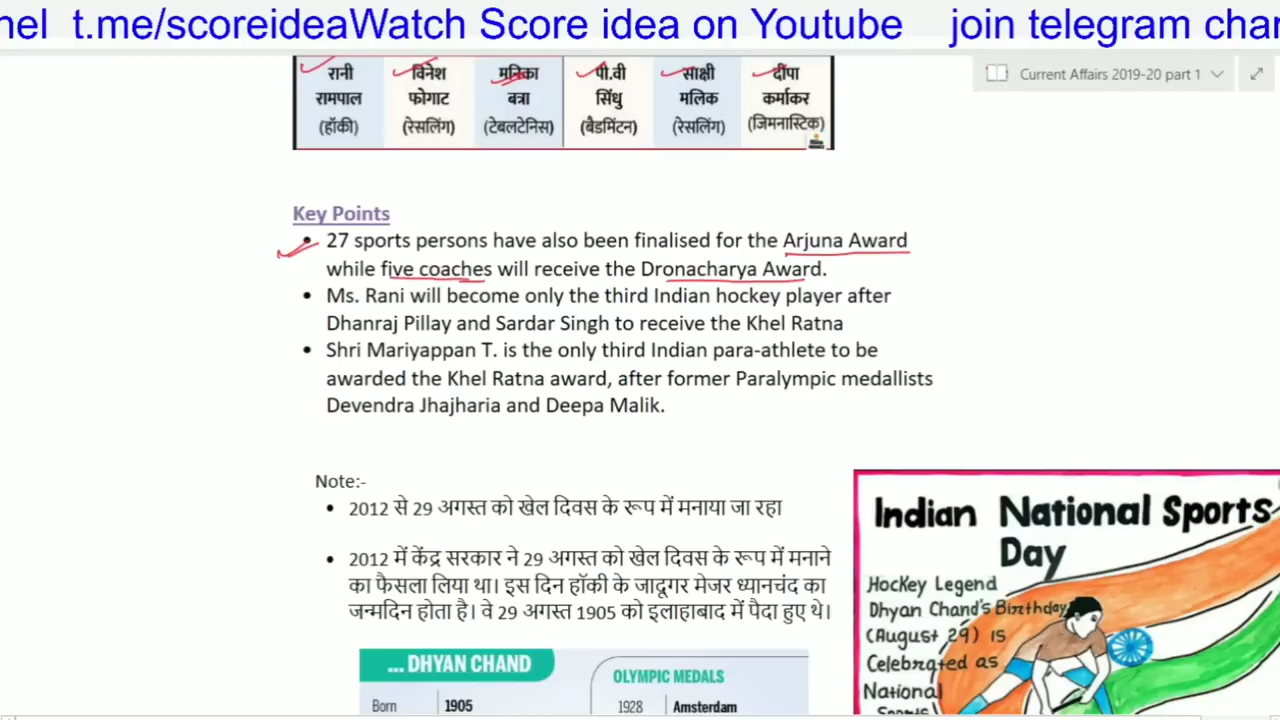 nel t.me/scoreideaWatch Score idea on Youtube join telegram chan
Current Affairs 2019-20 part 1
रानी रामपाल (हॉकी)
विनेश फोगाट (रेसलिंग)
मनिका बत्रा (टेबलटेनिस)
पी.वी सिंधु (बैडमिंटन)
साक्षी मलिक (रेसलिंग)
दीपा कर्माकर (जिमनास्टिक)
Key Points
• 27 sports persons have also been finalised for the Arjuna Award
while five coaches will receive the Dronacharya Award.
• Ms. Rani will become only the third Indian hockey player after
Dhanraj Pillay and Sardar Singh to receive the Khel Ratna
• Shri Mariyappan T. is the only third Indian para-athlete to be
awarded the Khel Ratna award, after former Paralympic medallists
Devendra Jhajharia and Deepa Malik.
Note:-
• 2012 से 29 अगस्त को खेल दिवस के रूप में मनाया जा रहा
• 2012 में केंद्र सरकार ने 29 अगस्त को खेल दिवस के रूप में मनाने
का फैसला लिया था। इस दिन हॉकी के जादूगर मेजर ध्यानचंद का
जन्मदिन होता है। वे 29 अगस्त 1905 को इलाहाबाद में पैदा हुए थे।
... DHYAN CHAND
Born 1905
OLYMPIC MEDALS
1928 Amsterdam
Indian National Sports
Day
Hockey Legend
Dhyan Chand's Birthday
(August 29) is
Celebrated as
National
Sports